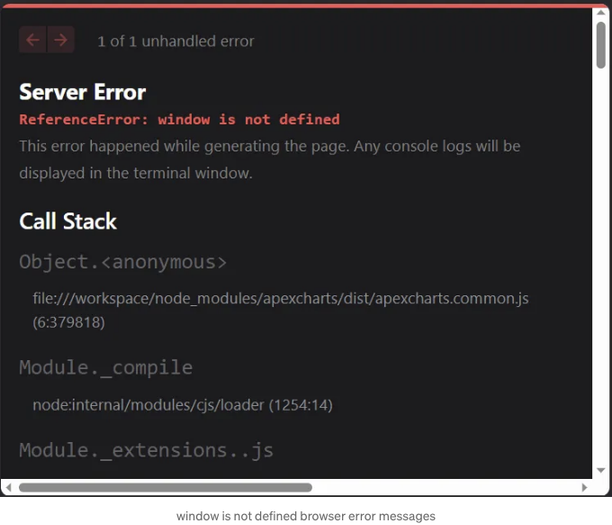 1 of 1 unhandled error
Server Error
ReferenceError: window is not defined
This error happened while generating the page. Any console logs will be
displayed in the terminal window.
Call Stack
Object.<anonymous>
file:///workspace/node_modules/apexcharts/dist/apexcharts.common.js
(6:379818)
Module._compile
node:internal/modules/cjs/loader (1254:14)
Module._extensions..js
window is not defined browser error messages